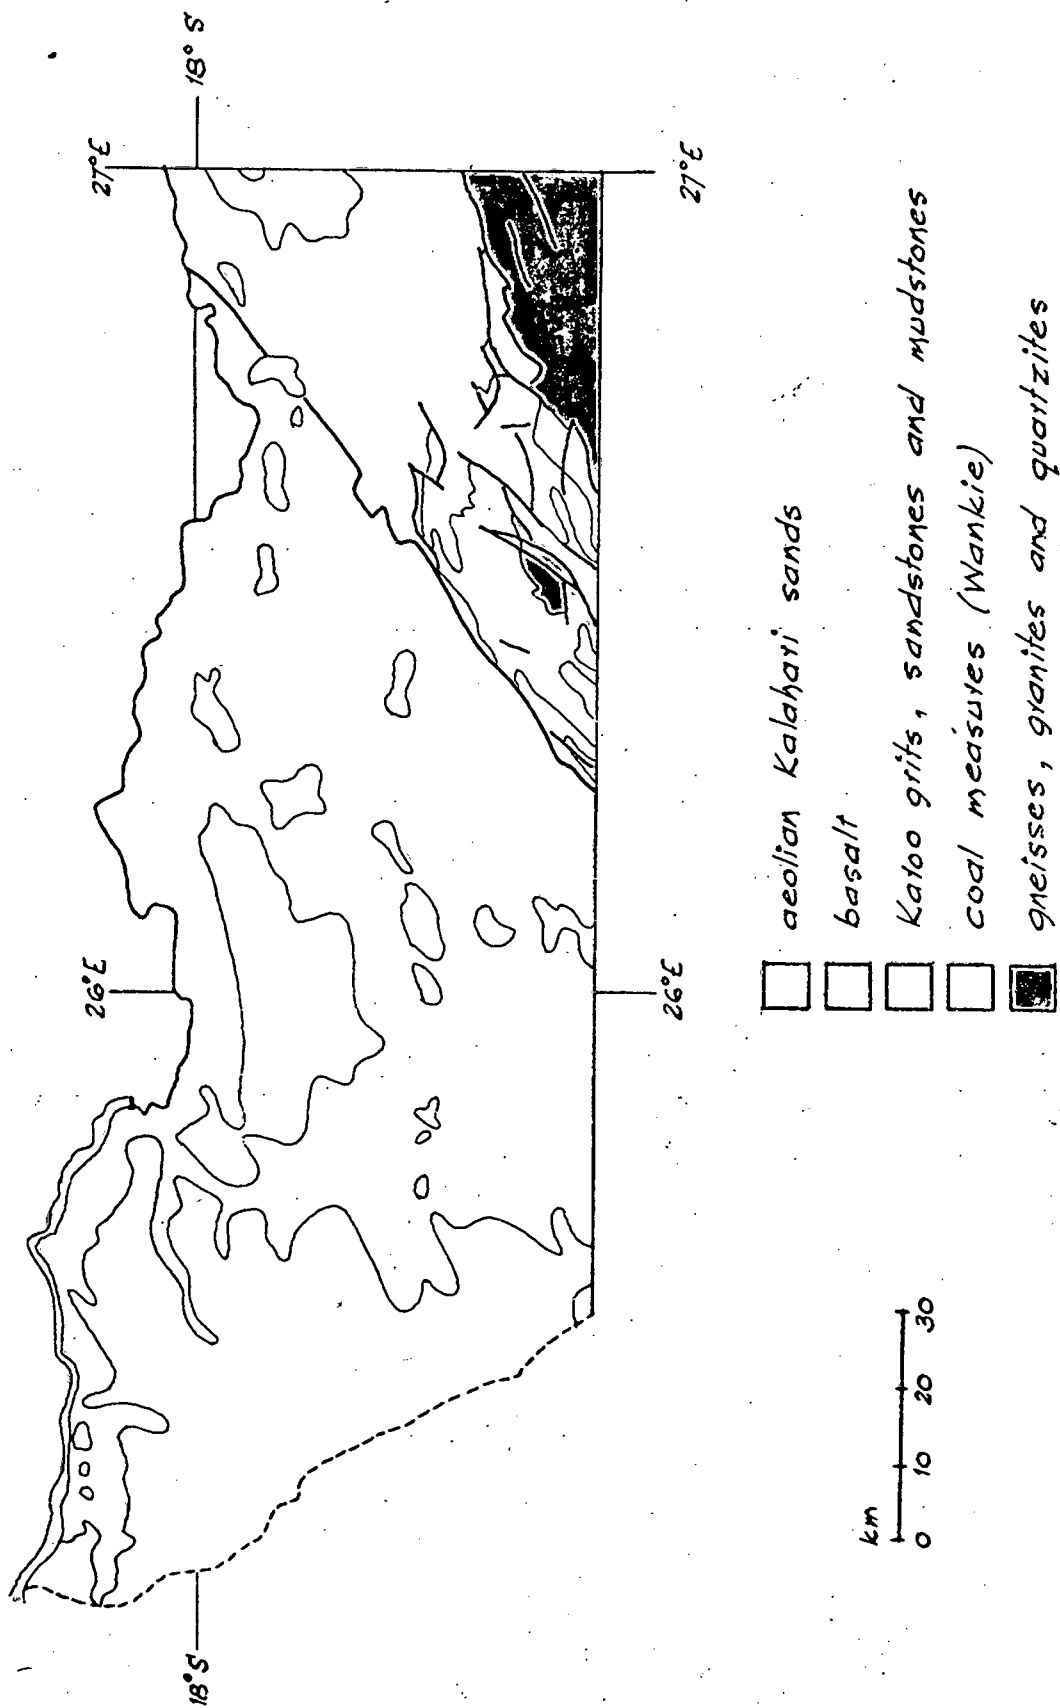 27°E
18° S
26°E
18°S
27°E
26°E
km
0 10 20 30
aeolian Kalahari sands
basalt
Karoo grits, sandstones and mudstones
coal measures (Wankie)
gneisses, granites and quartzites